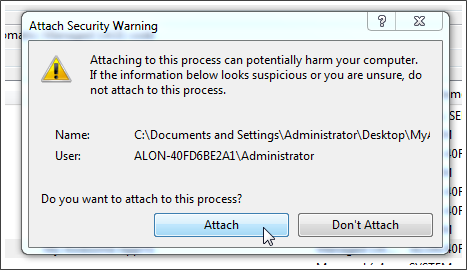 Attach Security Warning
Attaching to this process can potentially harm your computer.
If the information below looks suspicious or you are unsure, do
not attach to this process.
Name: C:\Documents and Settings\Administrator\Desktop\MyA
User: ALON-40FD6BE2A1\Administrator
Do you want to attach to this process?
Attach Don't Attach